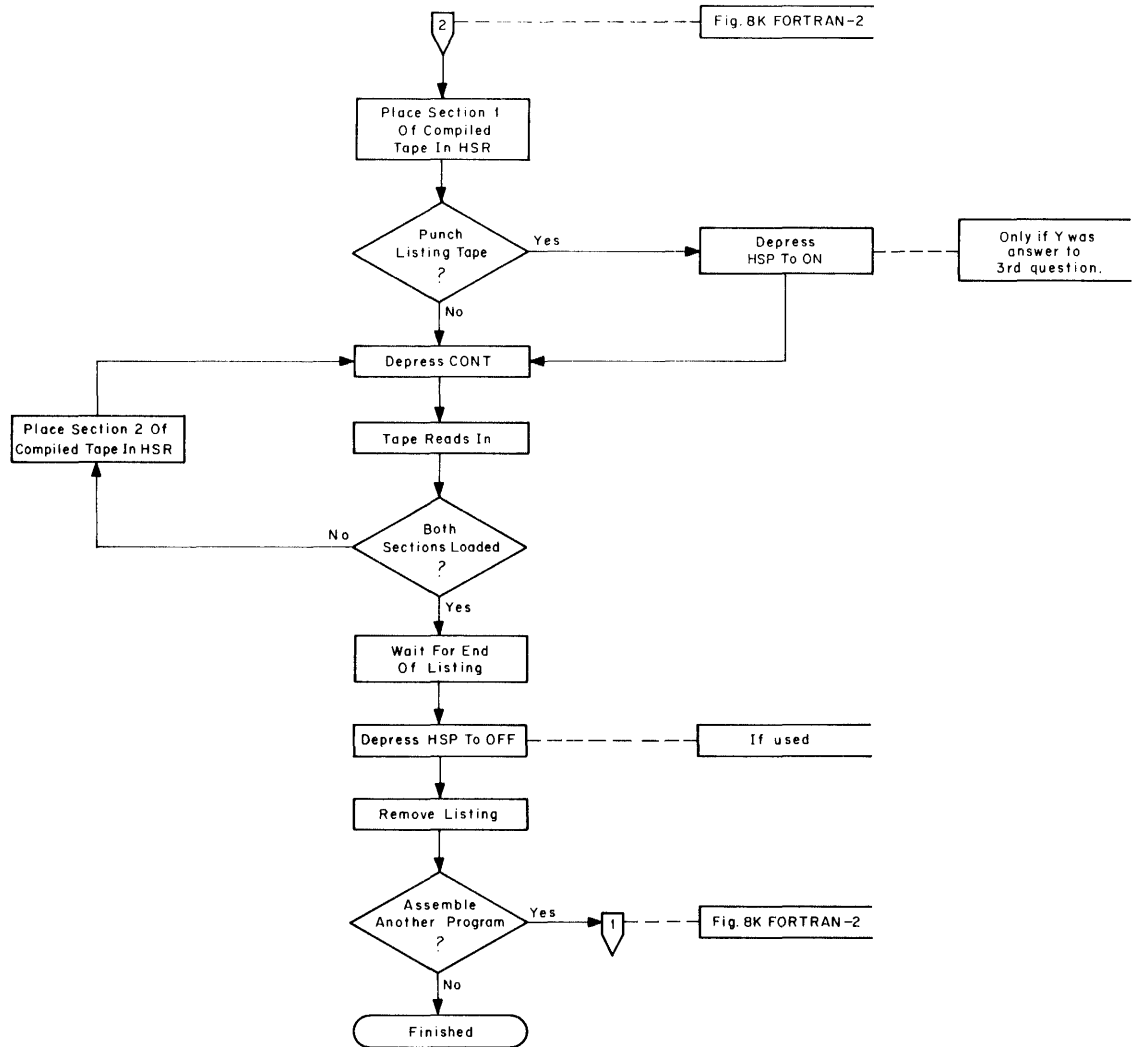 2
Fig. 8K FORTRAN-2
Place Section 1
Of Compiled
Tape In HSR
Punch
Listing Tape
?
Yes
Depress
HSP To ON
Only if Y was
answer to
3rd question.
No
Depress CONT
Place Section 2 Of
Compiled Tape In HSR
Tape Reads In
Both
Sections Loaded
?
No
Yes
Wait For End
Of Listing
Depress HSP To OFF
If used
Remove Listing
Assemble
Another Program
?
Yes
1
Fig. 8K FORTRAN-2
No
Finished